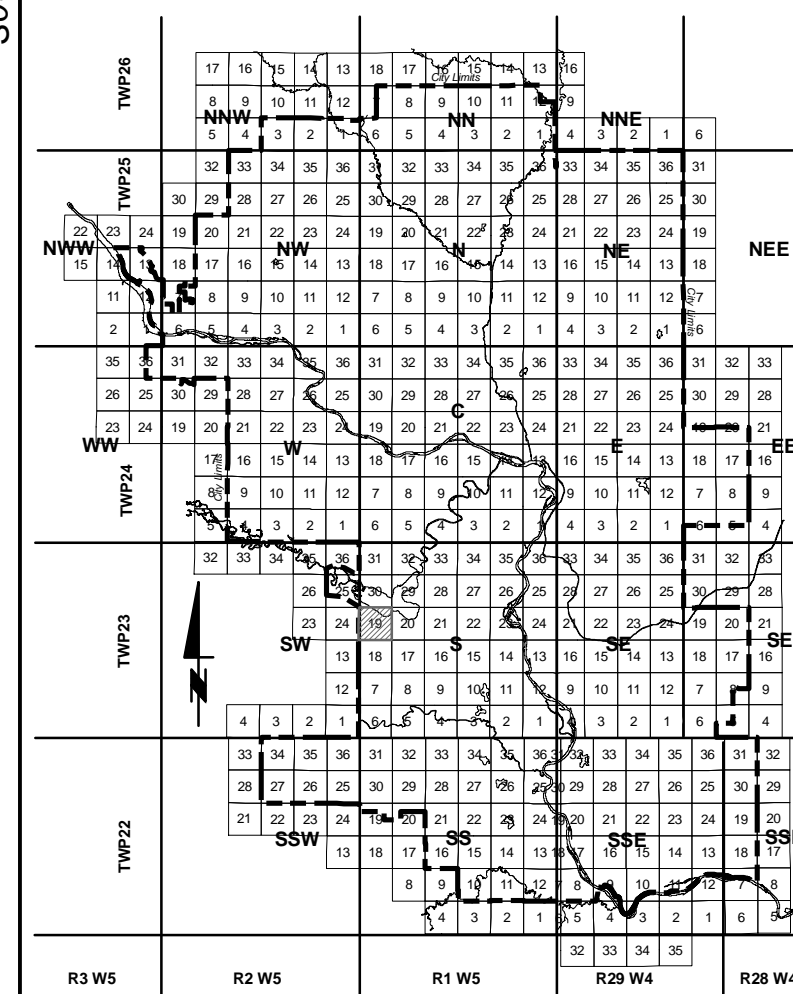 TWP26
17 16 15 14 13 18 17 16 15 14 13 16
City Limits
8 9 10 11 12 8 9 10 11 12 9
NNW NN NNE
5 4 3 2 1 6 5 4 3 2 1 4 3 2 1 6
TWP25
32 33 34 35 36 31 32 33 34 35 36 33 34 35 36 31
30 29 28 27 26 25 30 29 28 27 26 25 28 27 26 25 30
22 23 24 19 20 21 22 23 24 19 20 21 22 23 24 21 22 23 24 19
NWW NW N NE NEE
15 14 13 18 17 16 15 14 13 18 17 16 15 14 13 16 15 14 13 18
11 12 8 9 10 11 12 7 8 9 10 11 12 9 10 11 12 7
City Limits
2 1 6 5 4 3 2 1 6 5 4 3 2 1 4 3 2 1 6
35 36 31 32 33 34 35 36 31 32 33 34 35 36 33 34 35 36 31 32 33
26 25 30 29 28 27 26 25 30 29 28 27 26 25 28 27 26 25 30 29 28
C
23 24 19 20 21 22 23 24 19 20 21 22 23 24 21 22 23 24 19 20 21
WW W E EE
TWP24
17 16 15 14 13 18 17 16 15 14 13 16 15 14 13 18 17 16
City Limits
8 9 10 11 12 7 8 9 10 11 12 9 10 11 12 7 8 9
5 4 3 2 1 6 5 4 3 2 1 4 3 2 1 6 5 4
32 33 34 35 36 31 32 33 34 35 36 33 34 35 36 31 32 33
26 25 30 29 28 27 26 25 28 27 26 25 30 29 28
TWP23
23 24 19 20 21 22 23 24 21 22 23 24 19 20 21
SW S SE SE
13 18 17 16 15 14 13 16 15 14 13 18 17 16
N
12 7 8 9 10 11 12 9 10 11 12 7 8 9
4 3 2 1 6 5 4 3 2 1 4 3 2 1 6 4
33 34 35 36 31 32 33 34 35 36 31 32 33 34 35 36 31 32
28 27 26 25 30 29 28 27 26 25 30 29 28 27 26 25 30 29
TWP22
21 22 23 24 19 20 21 22 23 24 19 20 21 22 23 24 19 20
SSW SS SSE
13 18 17 16 15 14 13 18 17 16 15 14 13 18 17
8 9 10 11 12 7 8 9 10 11 12 7 8
4 3 2 1 5 4 3 2 1 6 5
32 33 34 35
R3 W5 R2 W5 R1 W5 R29 W4 R28 W4